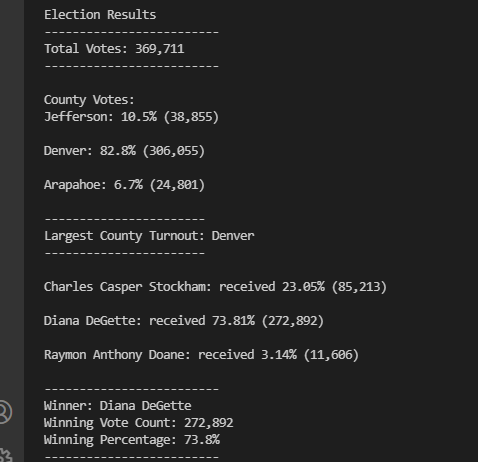 Election Results
-------------------------
Total Votes: 369,711
-------------------------
County Votes:
Jefferson: 10.5% (38,855)
Denver: 82.8% (306,055)
Arapahoe: 6.7% (24,801)
-----------------------
Largest County Turnout: Denver
-----------------------
Charles Casper Stockham: received 23.05% (85,213)
Diana DeGette: received 73.81% (272,892)
Raymon Anthony Doane: received 3.14% (11,606)
-------------------------
Winner: Diana DeGette
Winning Vote Count: 272,892
Winning Percentage: 73.8%
-------------------------